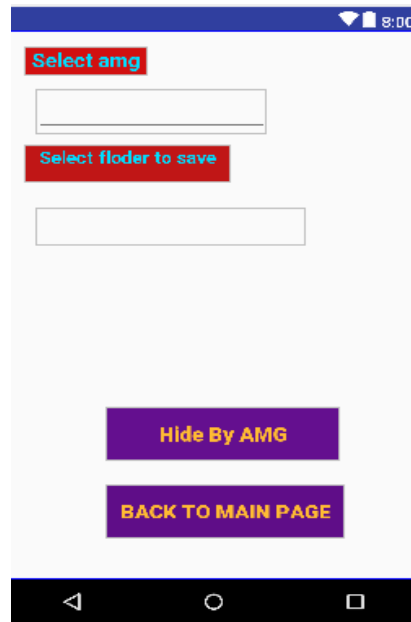 8:00
Select amg
Select floder to save
Hide By AMG
BACK TO MAIN PAGE